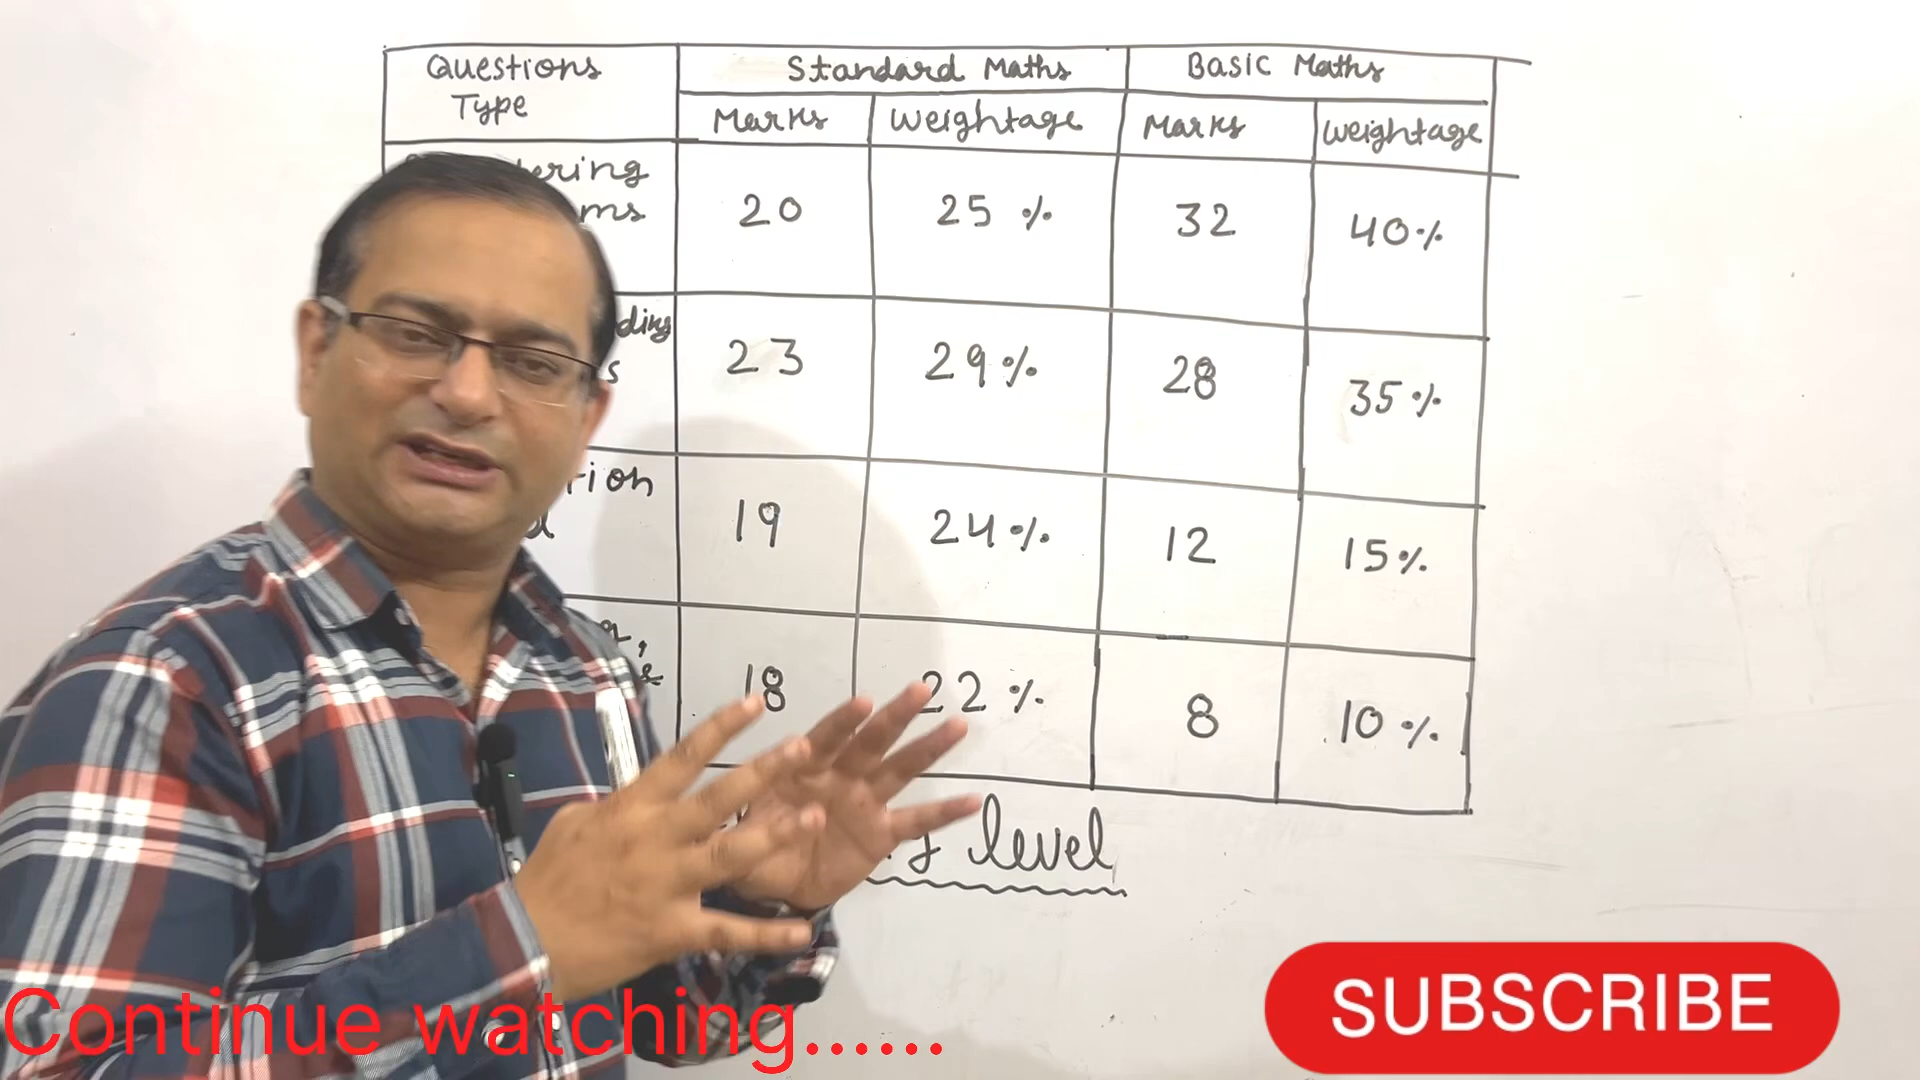 Questions Type
Standard Maths
Basic Maths
Marks
Weightage
Marks
Weightage
20
25 %
32
40%
23
29%
28
35%
19
24%
12
15%
18
22%
8
10%
level
Continue watching......
SUBSCRIBE